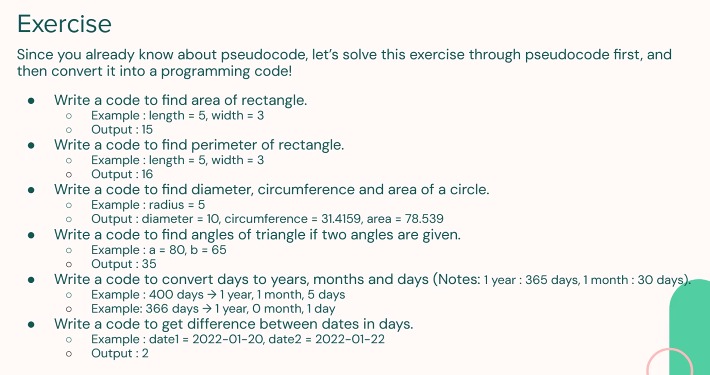 Exercise
Since you already know about pseudocode, let's solve this exercise through pseudocode first, and
then convert it into a programming code!
● Write a code to find area of rectangle.
○ Example : length = 5, width = 3
○ Output : 15
● Write a code to find perimeter of rectangle.
○ Example : length = 5, width = 3
○ Output : 16
● Write a code to find diameter, circumference and area of a circle.
○ Example : radius = 5
○ Output : diameter = 10, circumference = 31.4159, area = 78.539
● Write a code to find angles of triangle if two angles are given.
○ Example : a = 80, b = 65
○ Output : 35
● Write a code to convert days to years, months and days (Notes: 1 year : 365 days, 1 month : 30 days).
○ Example : 400 days → 1 year, 1 month, 5 days
○ Example: 366 days → 1 year, 0 month, 1 day
● Write a code to get difference between dates in days.
○ Example : date1 = 2022-01-20, date2 = 2022-01-22
○ Output : 2